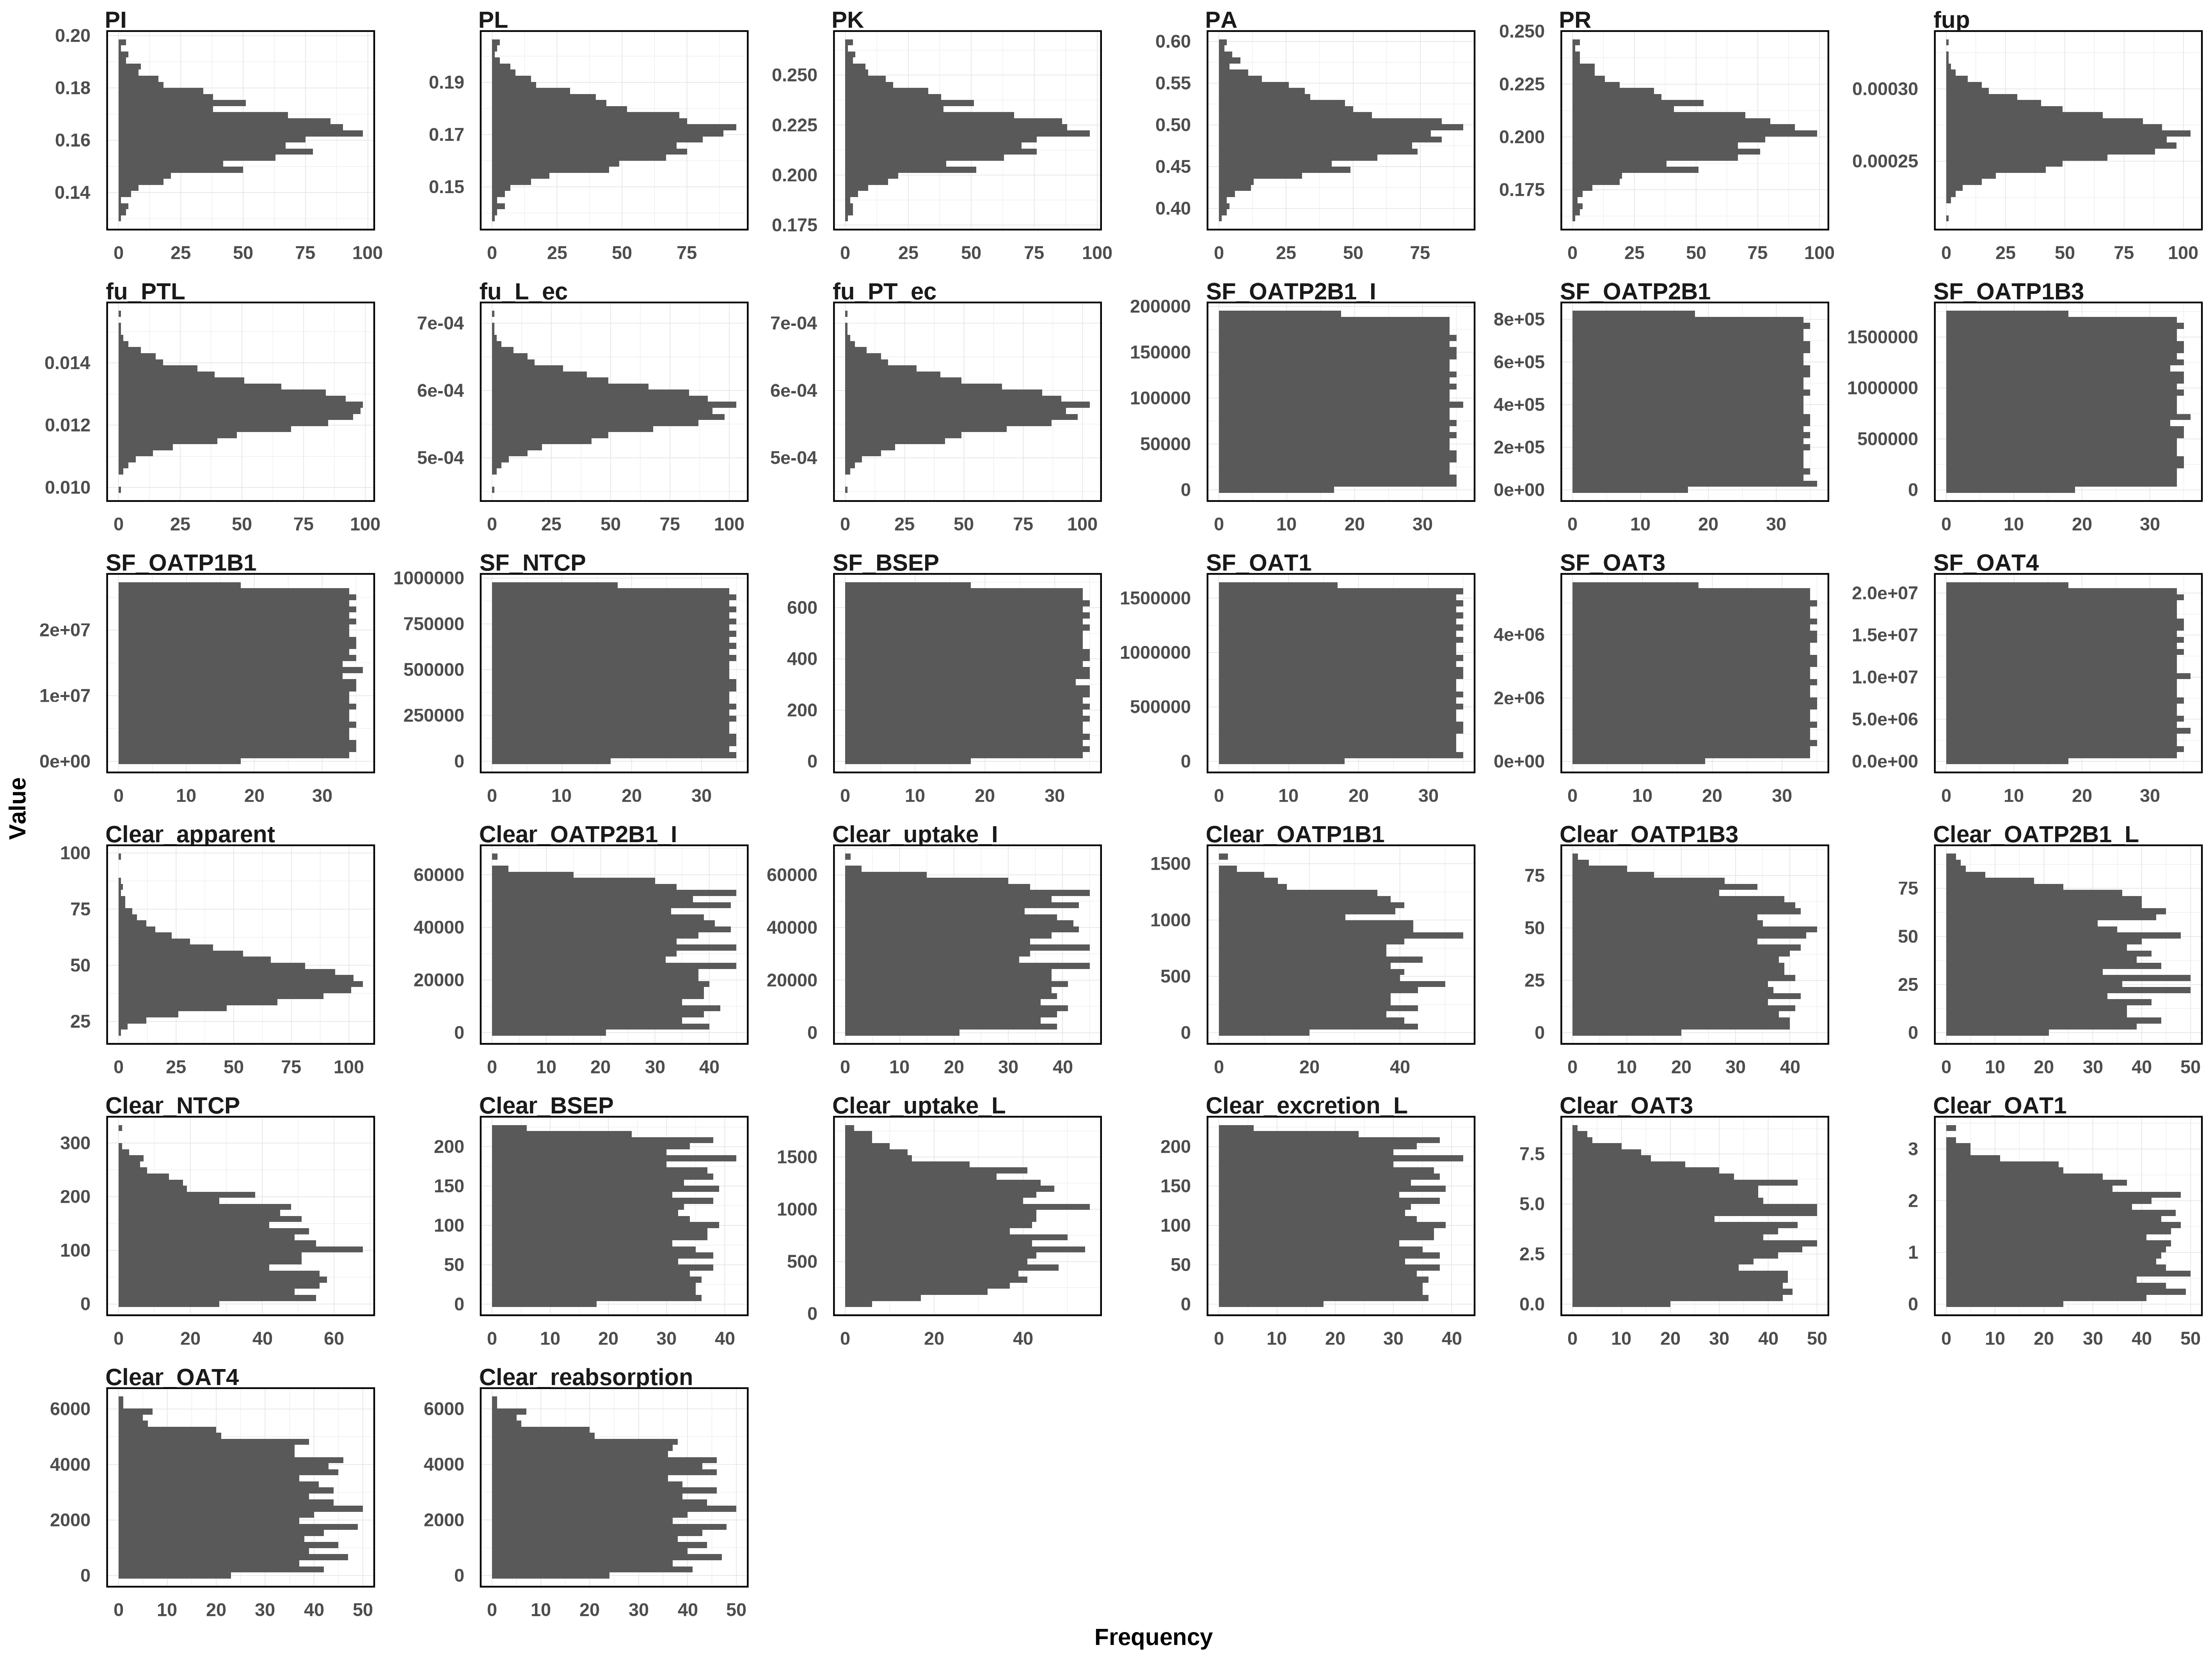 PI PL PK PA PR fup
0.20 0.18 0.16 0.14
0.19 0.17 0.15
0.250 0.225 0.200 0.175
0.60 0.55 0.50 0.45 0.40
0.250 0.225 0.200 0.175
0.00030 0.00025
0 25 50 75 100 0 25 50 75 0 25 50 75 100 0 25 50 75 0 25 50 75 100 0 25 50 75 100
fu_PTL fu_L_ec fu_PT_ec SF_OATP2B1_I SF_OATP2B1 SF_OATP1B3
0.014 0.012 0.010
7e-04 6e-04 5e-04
7e-04 6e-04 5e-04
200000 150000 100000 50000 0
8e+05 6e+05 4e+05 2e+05 0e+00
1500000 1000000 500000 0
0 25 50 75 100 0 25 50 75 100 0 25 50 75 100 0 10 20 30 0 10 20 30 0 10 20 30
SF_OATP1B1 SF_NTCP SF_BSEP SF_OAT1 SF_OAT3 SF_OAT4
2e+07 1e+07 0e+00
1000000 750000 500000 250000 0
600 400 200 0
1500000 1000000 500000 0
4e+06 2e+06 0e+00
2.0e+07 1.5e+07 1.0e+07 5.0e+06 0.0e+00
0 10 20 30 0 10 20 30 0 10 20 30 0 10 20 30 0 10 20 30 0 10 20 30
Value
Clear_apparent Clear_OATP2B1_I Clear_uptake_I Clear_OATP1B1 Clear_OATP1B3 Clear_OATP2B1_L
100 75 50 25
60000 40000 20000 0
60000 40000 20000 0
1500 1000 500 0
75 50 25 0
75 50 25 0
0 25 50 75 100 0 10 20 30 40 0 10 20 30 40 0 20 40 0 10 20 30 40 0 10 20 30 40 50
Clear_NTCP Clear_BSEP Clear_uptake_L Clear_excretion_L Clear_OAT3 Clear_OAT1
300 200 100 0
200 150 100 50 0
1500 1000 500 0
200 150 100 50 0
7.5 5.0 2.5 0.0
3 2 1 0
0 20 40 60 0 10 20 30 40 0 20 40 0 10 20 30 40 0 10 20 30 40 50 0 10 20 30 40 50
Clear_OAT4 Clear_reabsorption
6000 4000 2000 0
6000 4000 2000 0
0 10 20 30 40 50 0 10 20 30 40 50
Frequency